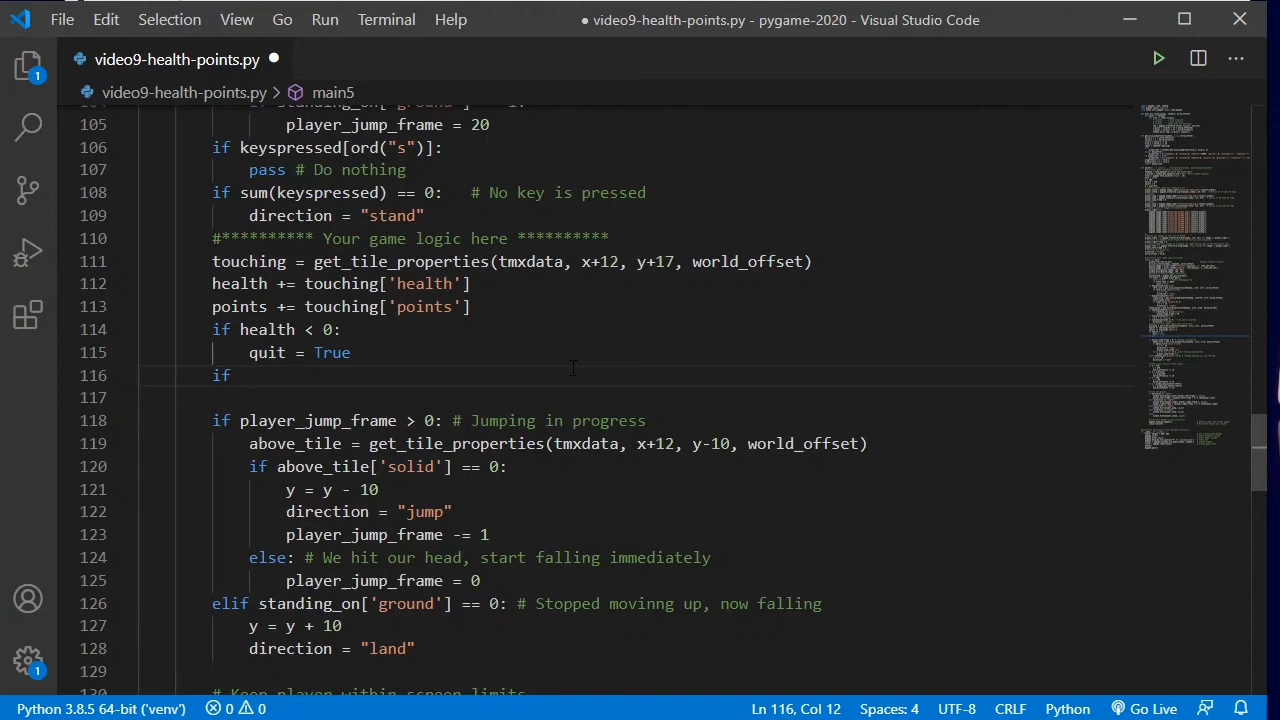 File Edit Selection View Go Run Terminal Help ● video9-health-points.py - pygame-2020 - Visual Studio Code
video9-health-points.py
video9-health-points.py > main5
105 player_jump_frame = 20
106 if keyspressed[ord("s")]:
107 pass # Do nothing
108 if sum(keyspressed) == 0: # No key is pressed
109 direction = "stand"
110 #********** Your game logic here **********
111 touching = get_tile_properties(tmxdata, x+12, y+17, world_offset)
112 health += touching['health']
113 points += touching['points']
114 if health < 0:
115 quit = True
116 if
117
118 if player_jump_frame > 0: # Jumping in progress
119 above_tile = get_tile_properties(tmxdata, x+12, y-10, world_offset)
120 if above_tile['solid'] == 0:
121 y = y - 10
122 direction = "jump"
123 player_jump_frame -= 1
124 else: # We hit our head, start falling immediately
125 player_jump_frame = 0
126 elif standing_on['ground'] == 0: # Stopped movinng up, now falling
127 y = y + 10
128 direction = "land"
129
130 # Keep player within screen limits
1
1
Python 3.8.5 64-bit ('venv') 0 0 Ln 116, Col 12 Spaces: 4 UTF-8 CRLF Python Go Live